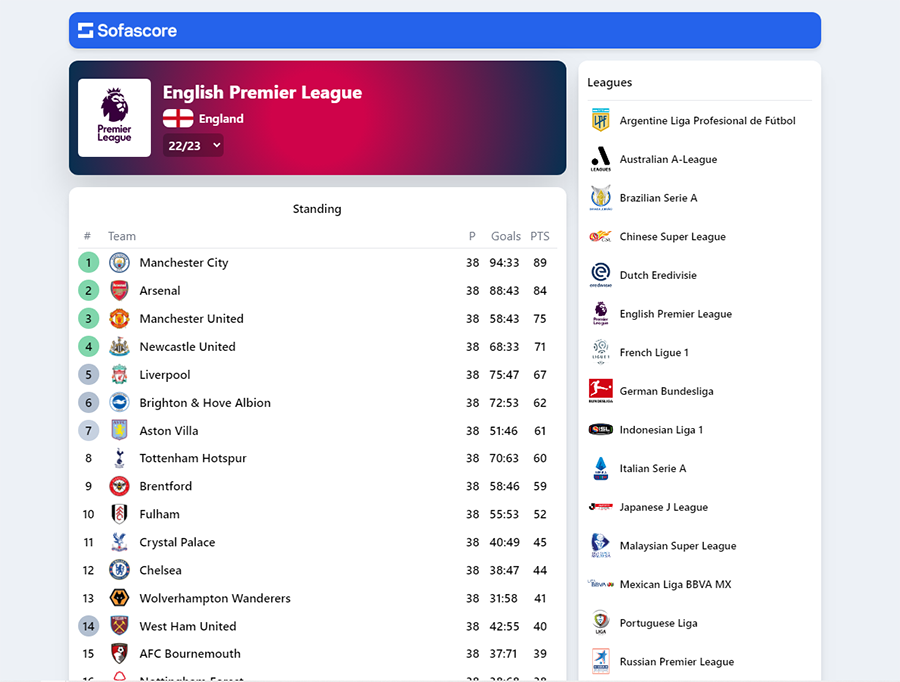 Sofascore
Premier
League
English Premier League
England
22/23
Standing
# Team P Goals PTS
1 Manchester City 38 94:33 89
2 Arsenal 38 88:43 84
3 Manchester United 38 58:43 75
4 Newcastle United 38 68:33 71
5 Liverpool 38 75:47 67
6 Brighton & Hove Albion 38 72:53 62
7 Aston Villa 38 51:46 61
8 Tottenham Hotspur 38 70:63 60
9 Brentford 38 58:46 59
10 Fulham 38 55:53 52
11 Crystal Palace 38 40:49 45
12 Chelsea 38 38:47 44
13 Wolverhampton Wanderers 38 31:58 41
14 West Ham United 38 42:55 40
15 AFC Bournemouth 38 37:71 39
16 Nottingham Forest 38 38:68 38
Leagues
Argentine Liga Profesional de Fútbol
Australian A-League
Brazilian Serie A
Chinese Super League
Dutch Eredivisie
English Premier League
French Ligue 1
German Bundesliga
Indonesian Liga 1
Italian Serie A
Japanese J League
Malaysian Super League
Mexican Liga BBVA MX
Portuguese Liga
Russian Premier League